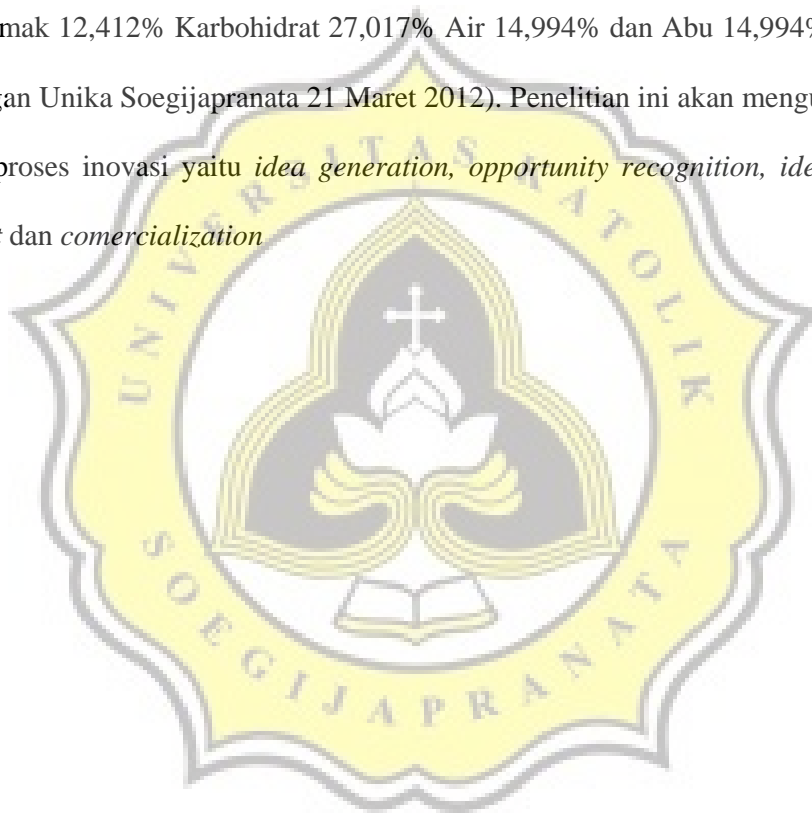 mak 12,412% Karbohidrat 27,017% Air 14,994% dan Abu 14,994%
gan Unika Soegijapranata 21 Maret 2012). Penelitian ini akan mengu
proses inovasi yaitu idea generation, opportunity recognition, ide
dan comercialization
UNIVERSITAS KATOLIK
SOEGIJAPRANATA